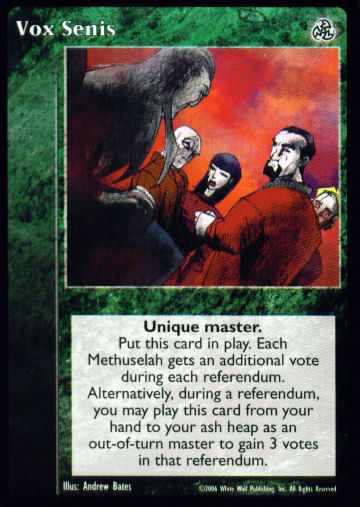 Vox Senis
Unique master.
Put this card in play. Each
Methuselah gets an additional vote
during each referendum.
Alternatively, during a referendum,
you may play this card from your
hand to your ash heap as an
out-of-turn master to gain 3 votes
in that referendum.
Illus: Andrew Bates
©2006 White Wolf Publishing, Inc. All Rights Reserved